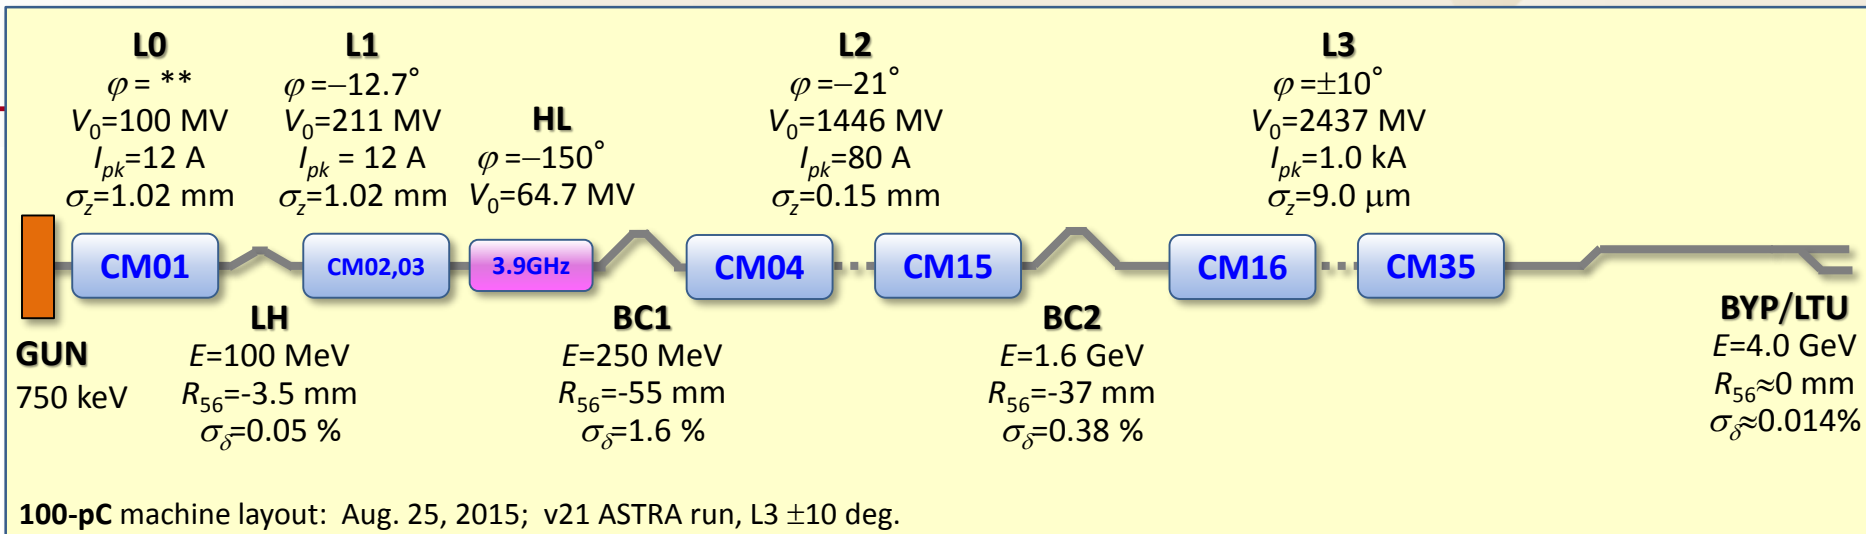 L0
φ = **
V0=100 MV
Ipk=12 A
σz=1.02 mm
L1
φ =−12.7°
V0=211 MV
Ipk = 12 A
σz=1.02 mm
HL
φ =−150°
V0=64.7 MV
L2
φ =−21°
V0=1446 MV
Ipk=80 A
σz=0.15 mm
L3
φ =±10°
V0=2437 MV
Ipk=1.0 kA
σz=9.0 μm
CM01
CM02,03
3.9GHz
CM04
CM15
CM16
CM35
GUN
750 keV
LH
E=100 MeV
R56=-3.5 mm
σδ=0.05 %
BC1
E=250 MeV
R56=-55 mm
σδ=1.6 %
BC2
E=1.6 GeV
R56=-37 mm
σδ=0.38 %
BYP/LTU
E=4.0 GeV
R56≈0 mm
σδ≈0.014%
100-pC machine layout: Aug. 25, 2015; v21 ASTRA run, L3 ±10 deg.